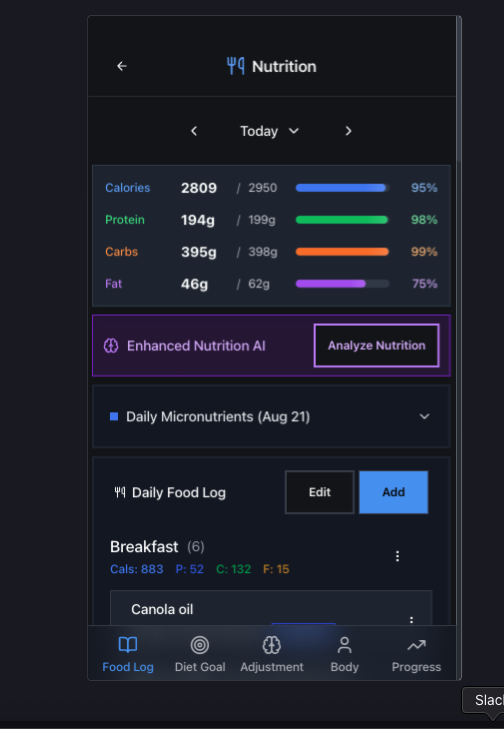 Nutrition
Today
Calories 2809 / 2950 95%
Protein 194g / 199g 98%
Carbs 395g / 398g 99%
Fat 46g / 62g 75%
Enhanced Nutrition AI Analyze Nutrition
Daily Micronutrients (Aug 21)
Daily Food Log Edit Add
Breakfast (6)
Cals: 883 P: 52 C: 132 F: 15
Canola oil
Food Log Diet Goal Adjustment Body Progress